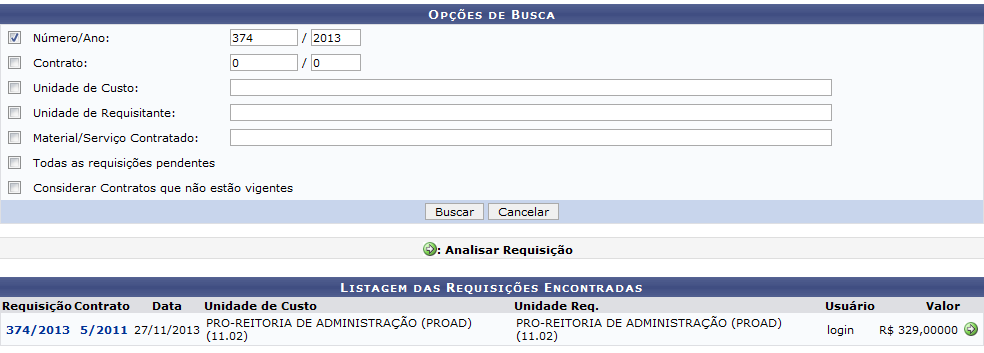 Opções de Busca
Número/Ano: 374 / 2013
Contrato: 0 / 0
Unidade de Custo:
Unidade de Requisitante:
Material/Serviço Contratado:
Todas as requisições pendentes
Considerar Contratos que não estão vigentes
Buscar Cancelar
: Analisar Requisição
Listagem das Requisições Encontradas
Requisição Contrato Data Unidade de Custo Unidade Req. Usuário Valor
374/2013 5/2011 27/11/2013 PRO-REITORIA DE ADMINISTRAÇÃO (PROAD) (11.02) PRO-REITORIA DE ADMINISTRAÇÃO (PROAD) (11.02) login R$ 329,00000